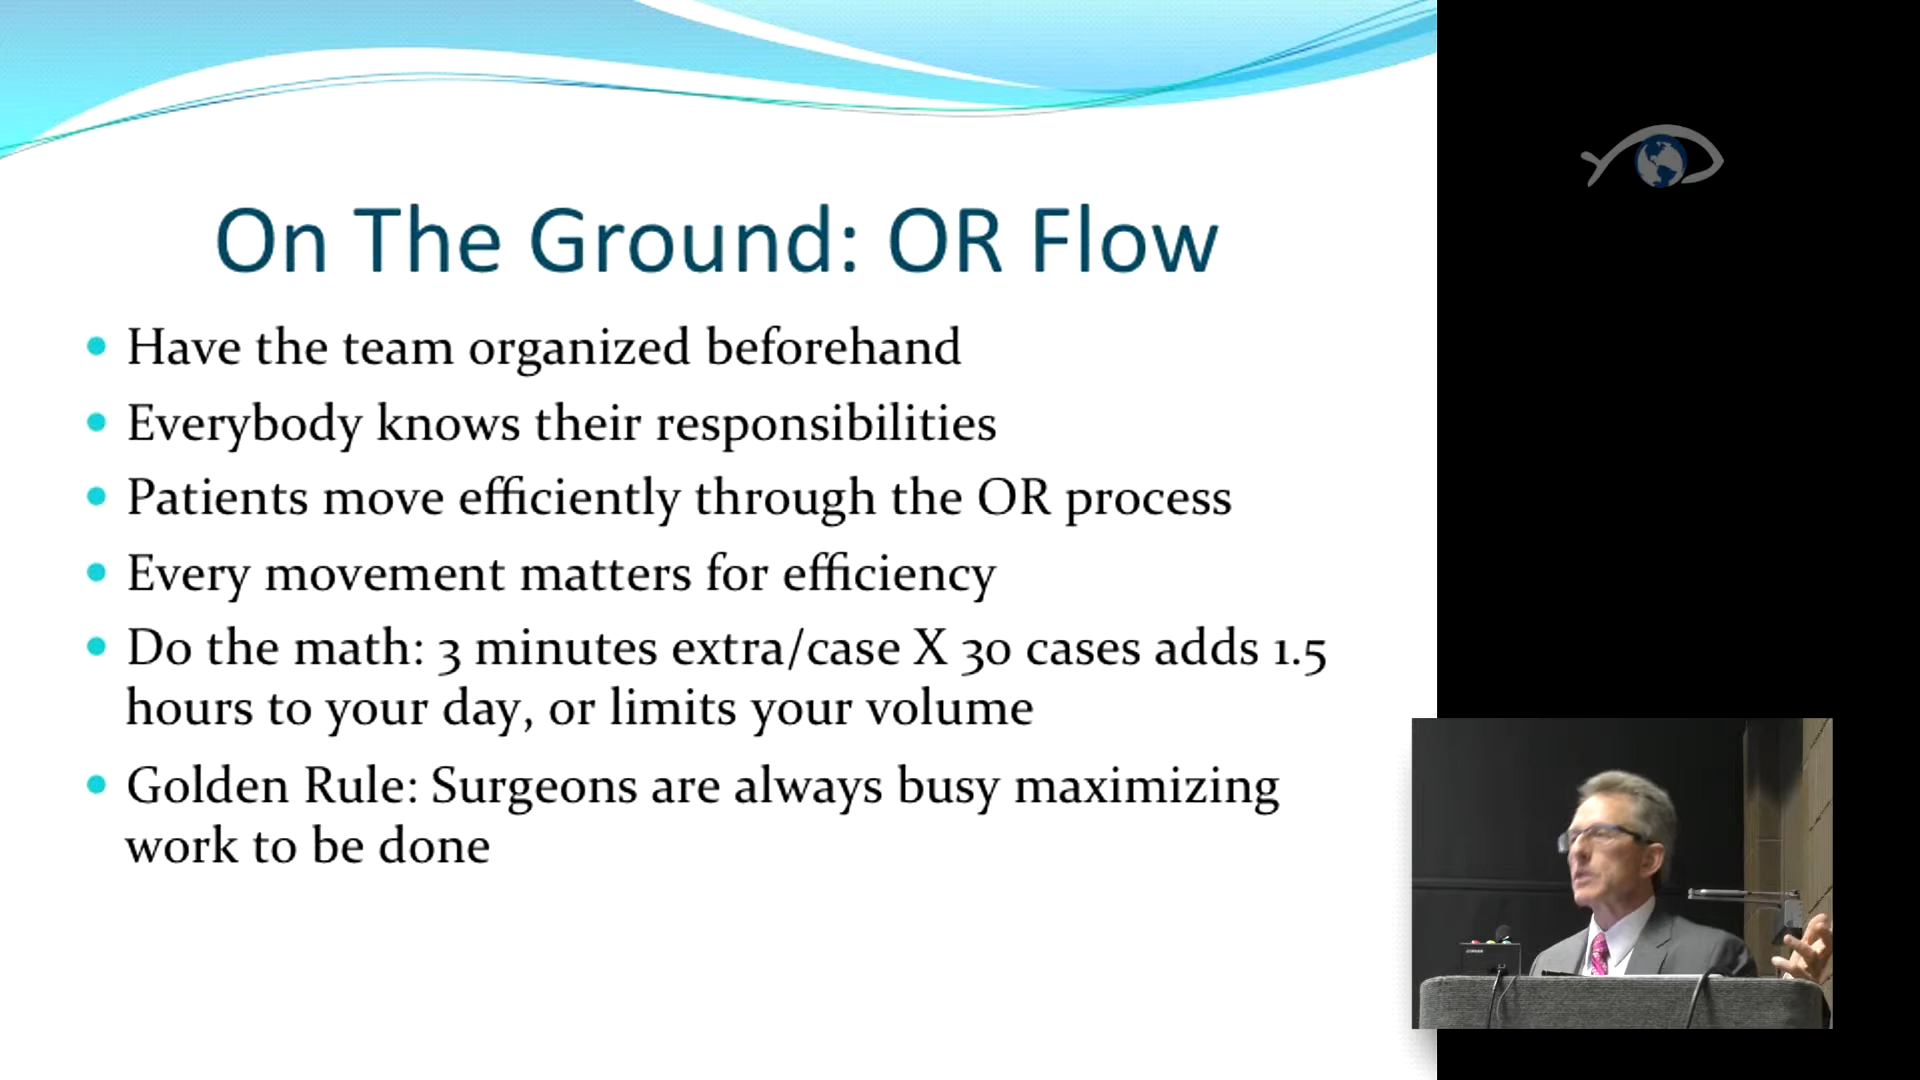 On The Ground: OR Flow
• Have the team organized beforehand
• Everybody knows their responsibilities
• Patients move efficiently through the OR process
• Every movement matters for efficiency
• Do the math: 3 minutes extra/case X 30 cases adds 1.5
hours to your day, or limits your volume
• Golden Rule: Surgeons are always busy maximizing
work to be done